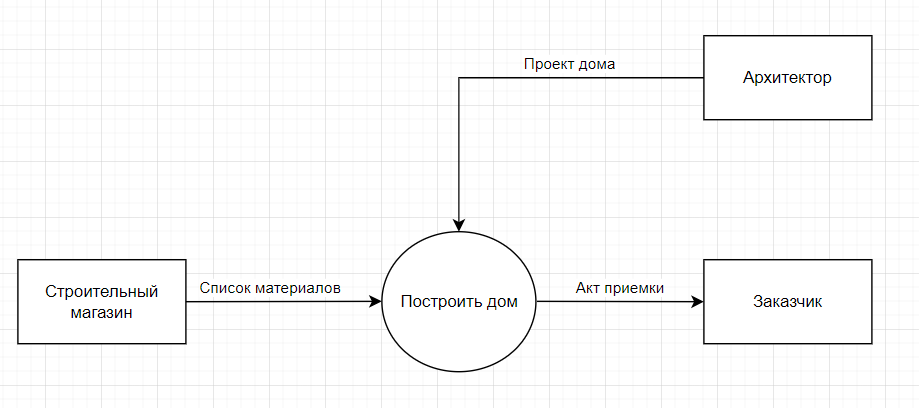 Проект дома
Архитектор
Строительный
магазин
Список материалов
Построить дом
Акт приемки
Заказчик